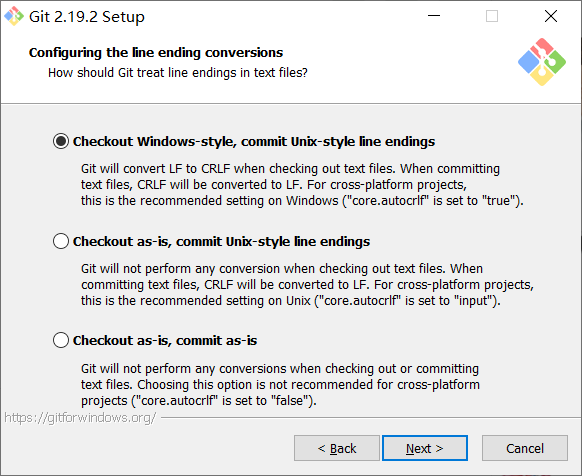 Git 2.19.2 Setup
Configuring the line ending conversions
How should Git treat line endings in text files?
Checkout Windows-style, commit Unix-style line endings
Git will convert LF to CRLF when checking out text files. When committing
text files, CRLF will be converted to LF. For cross-platform projects,
this is the recommended setting on Windows ("core.autocrlf" is set to "true").
Checkout as-is, commit Unix-style line endings
Git will not perform any conversion when checking out text files. When
committing text files, CRLF will be converted to LF. For cross-platform projects,
this is the recommended setting on Unix ("core.autocrlf" is set to "input").
Checkout as-is, commit as-is
Git will not perform any conversions when checking out or committing
text files. Choosing this option is not recommended for cross-platform
projects ("core.autocrlf" is set to "false").
https://gitforwindows.org/
< Back Next > Cancel